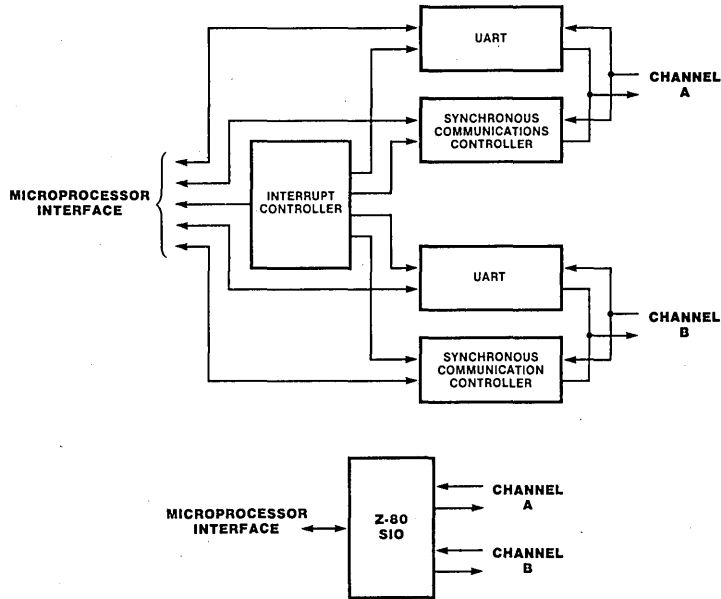 UART
CHANNEL
A
SYNCHRONOUS
COMMUNICATIONS
CONTROLLER
MICROPROCESSOR
INTERFACE
INTERRUPT
CONTROLLER
UART
CHANNEL
B
SYNCHRONOUS
COMMUNICATION
CONTROLLER
MICROPROCESSOR
INTERFACE
Z-80
SIO
CHANNEL
A
CHANNEL
B